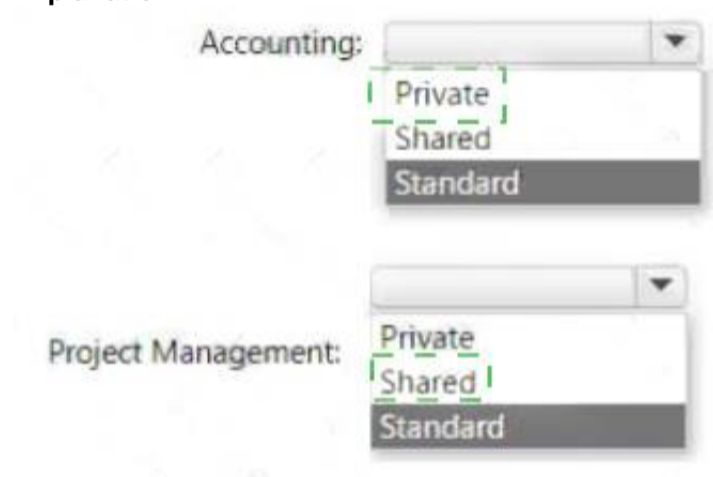 Accounting:
Private
Shared
Standard
Project Management:
Private
Shared
Standard